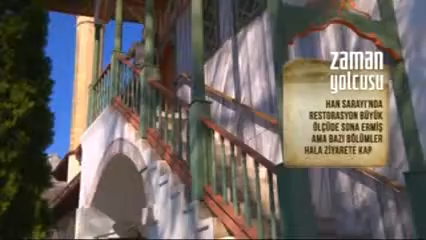 zaman
yolcusu
HAN SARAYI'NDA
RESTORASYON BÜYÜK
ÖLÇÜDE SONA ERMİŞ
AMA BAZI BÖLÜMLER
HALA ZİYARETE KAP